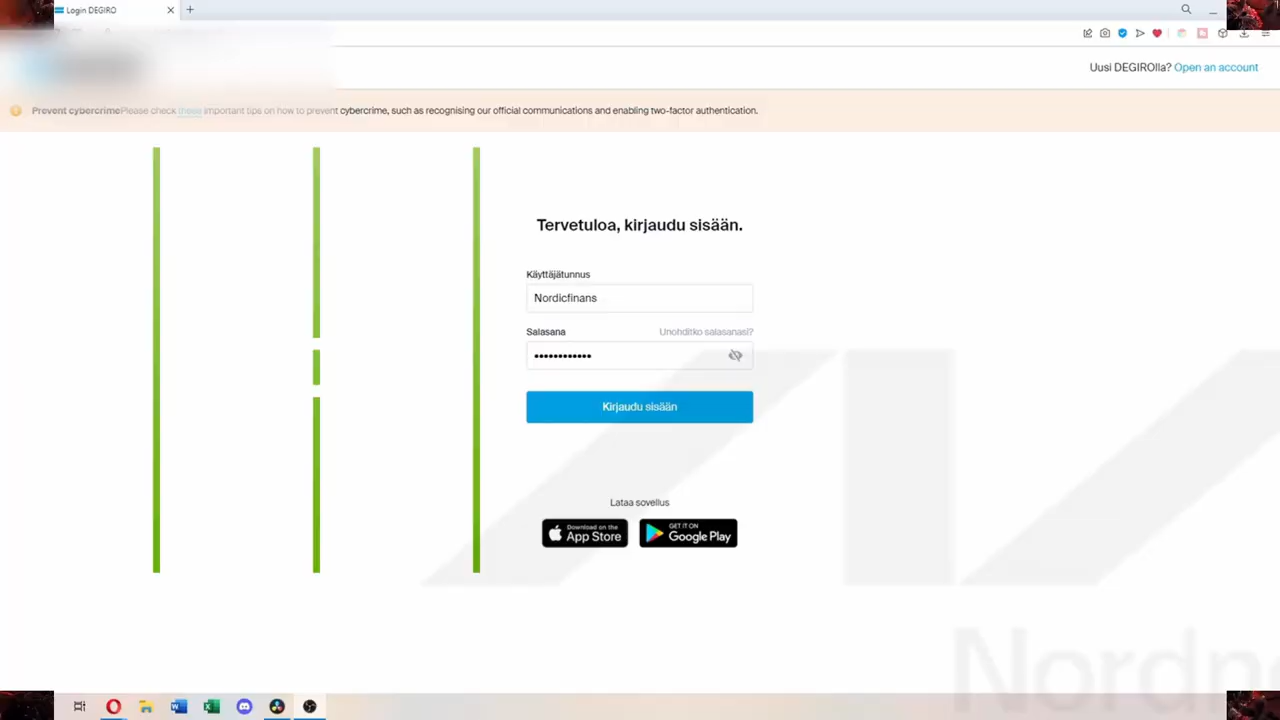 Login DEGIRO
Uusi DEGIROlla? Open an account
Prevent cybercrimePlease check these important tips on how to prevent cybercrime, such as recognising our official communications and enabling two-factor authentication.
Tervetuloa, kirjaudu sisään.
Käyttäjätunnus
Nordicfinans
Salasana Unohditko salasanasi?
Kirjaudu sisään
Lataa sovellus
Download on the App Store
GET IT ON Google Play
Nordne